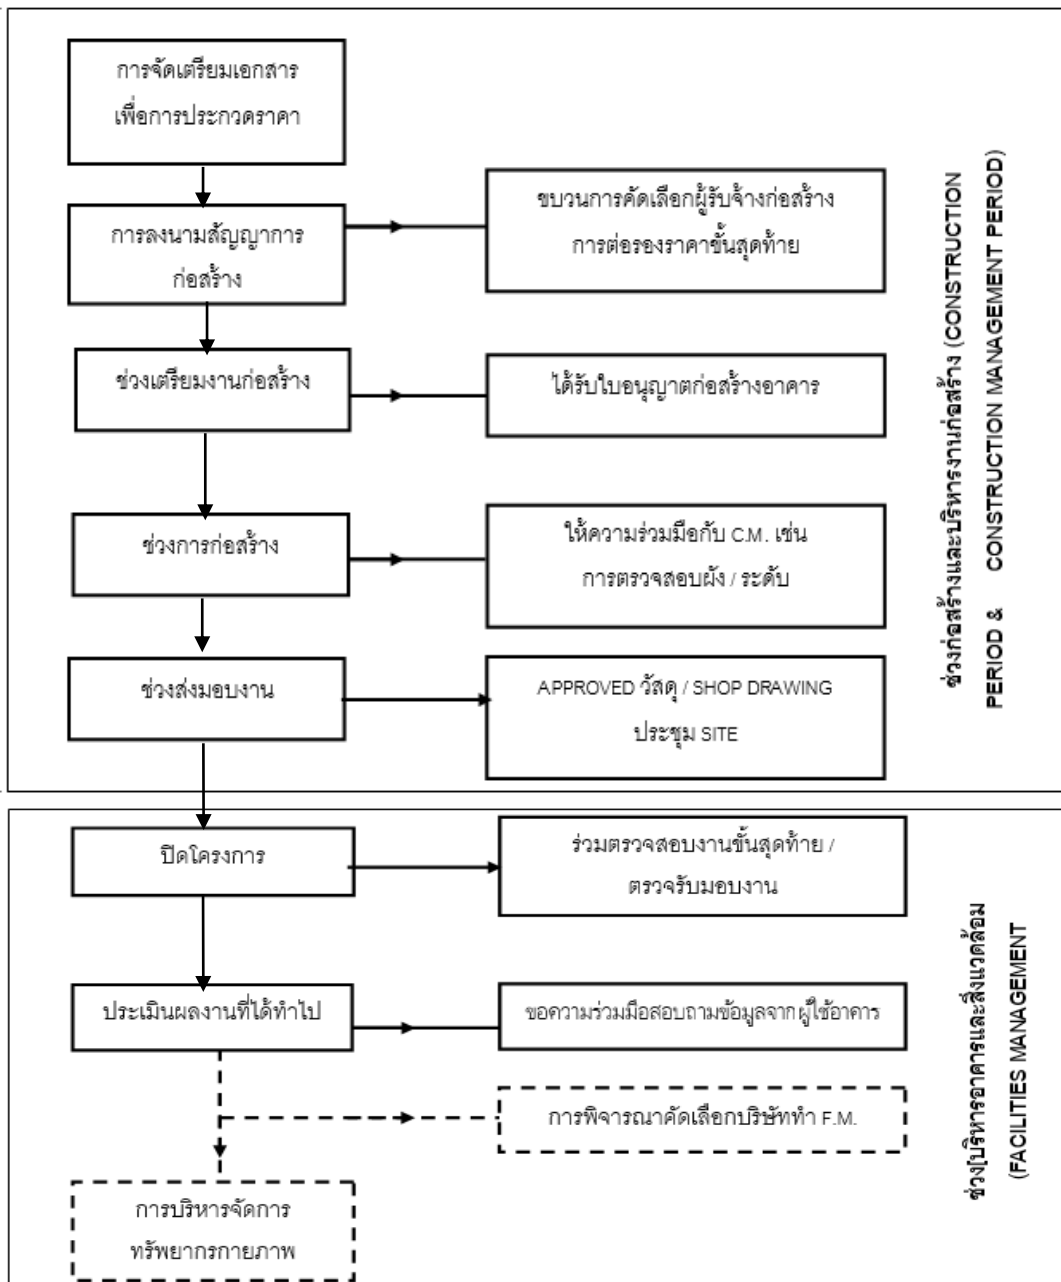 การจัดเตรียมเอกสาร
เพื่อการประกวดราคา
การลงนามสัญญาการ
ก่อสร้าง
ขบวนการคัดเลือกผู้รับจ้างก่อสร้าง
การต่อรองราคาขั้นสุดท้าย
ช่วงเตรียมงานก่อสร้าง
ได้รับใบอนุญาตก่อสร้างอาคาร
ช่วงการก่อสร้าง
ให้ความร่วมมือกับ C.M. เช่น
การตรวจสอบผัง / ระดับ
ช่วงส่งมอบงาน
APPROVED วัสดุ / SHOP DRAWING
ประชุม SITE
ช่วงก่อสร้างและบริหารงานก่อสร้าง (CONSTRUCTION
PERIOD & CONSTRUCTION MANAGEMENT PERIOD)
ปิดโครงการ
ร่วมตรวจสอบงานขั้นสุดท้าย /
ตรวจรับมอบงาน
ประเมินผลงานที่ได้ทำไป
ขอความร่วมมือสอบถามข้อมูลจากผู้ใช้อาคาร
การพิจารณาคัดเลือกบริษัททำ F.M.
การบริหารจัดการ
ทรัพยากรกายภาพ
ช่วง[บริหารอาคารและสิ่งแวดล้อม
(FACILITIES MANAGEMENT